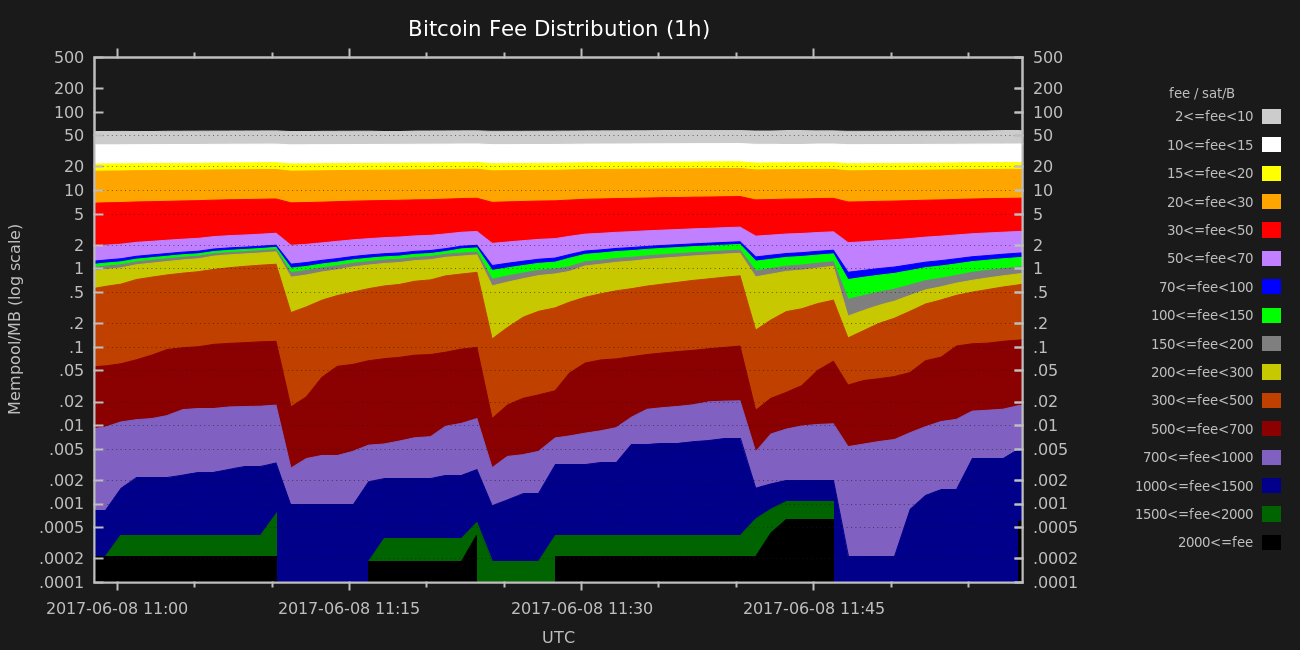 Bitcoin Fee Distribution (1h)
500
200
100
50
20
10
5
2
1
.5
.2
.1
.05
.02
.01
.005
.002
.001
.0005
.0002
.0001
Mempool/MB (log scale)
500
200
100
50
20
10
5
2
1
.5
.2
.1
.05
.02
.01
.005
.002
.001
.0005
.0002
.0001
2017-06-08 11:00
2017-06-08 11:15
2017-06-08 11:30
2017-06-08 11:45
UTC
fee / sat/B
2<=fee<10
10<=fee<15
15<=fee<20
20<=fee<30
30<=fee<50
50<=fee<70
70<=fee<100
100<=fee<150
150<=fee<200
200<=fee<300
300<=fee<500
500<=fee<700
700<=fee<1000
1000<=fee<1500
1500<=fee<2000
2000<=fee